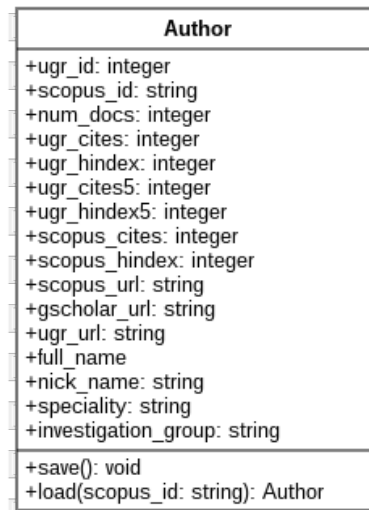 Author
+ugr_id: integer
+scopus_id: string
+num_docs: integer
+ugr_cites: integer
+ugr_hindex: integer
+ugr_cites5: integer
+ugr_hindex5: integer
+scopus_cites: integer
+scopus_hindex: integer
+scopus_url: string
+gscholar_url: string
+ugr_url: string
+full_name
+nick_name: string
+speciality: string
+investigation_group: string
+save(): void
+load(scopus_id: string): Author